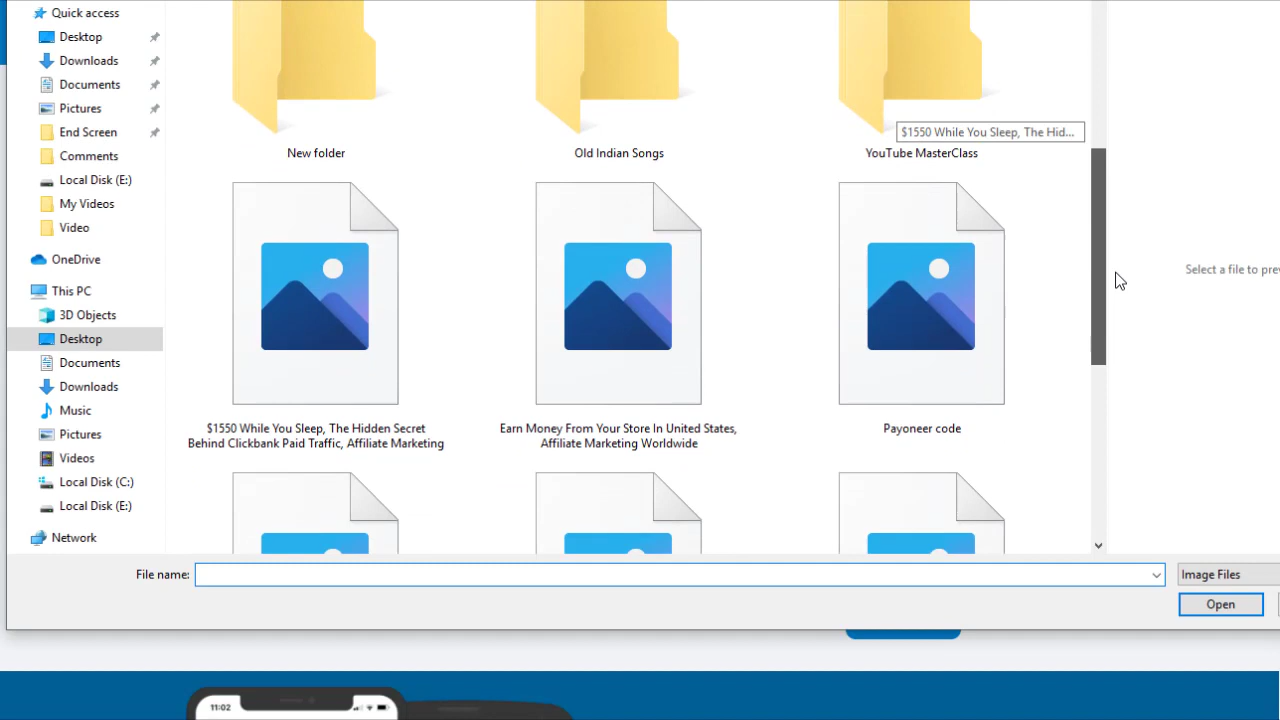 Quick access
Desktop
Downloads
Documents
Pictures
End Screen
Comments
Local Disk (E:)
My Videos
Video
OneDrive
This PC
3D Objects
Desktop
Documents
Downloads
Music
Pictures
Videos
Local Disk (C:)
Local Disk (E:)
Network
New folder
Old Indian Songs
YouTube MasterClass
$1550 While You Sleep, The Hid...
$1550 While You Sleep, The Hidden Secret
Behind Clickbank Paid Traffic, Affiliate Marketing
Earn Money From Your Store In United States,
Affiliate Marketing Worldwide
Payoneer code
Select a file to pre
File name:
Image Files
Open
11:02